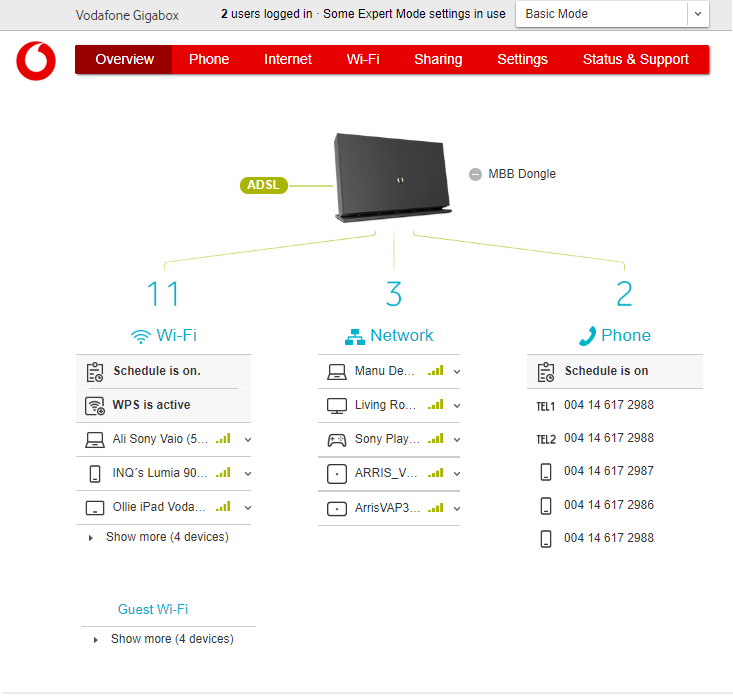 Vodafone Gigabox
2 users logged in · Some Expert Mode settings in use
Basic Mode
Overview Phone Internet Wi-Fi Sharing Settings Status & Support
ADSL
MBB Dongle
11
Wi-Fi
Schedule is on.
WPS is active
Ali Sony Vaio (5...
INQ´s Lumia 90...
Ollie iPad Voda...
Show more (4 devices)
Guest Wi-Fi
Show more (4 devices)
3
Network
Manu De...
Living Ro...
Sony Play...
ARRIS_V...
ArrisVAP3...
2
Phone
Schedule is on
TEL1 004 14 617 2988
TEL2 004 14 617 2988
004 14 617 2987
004 14 617 2986
004 14 617 2988